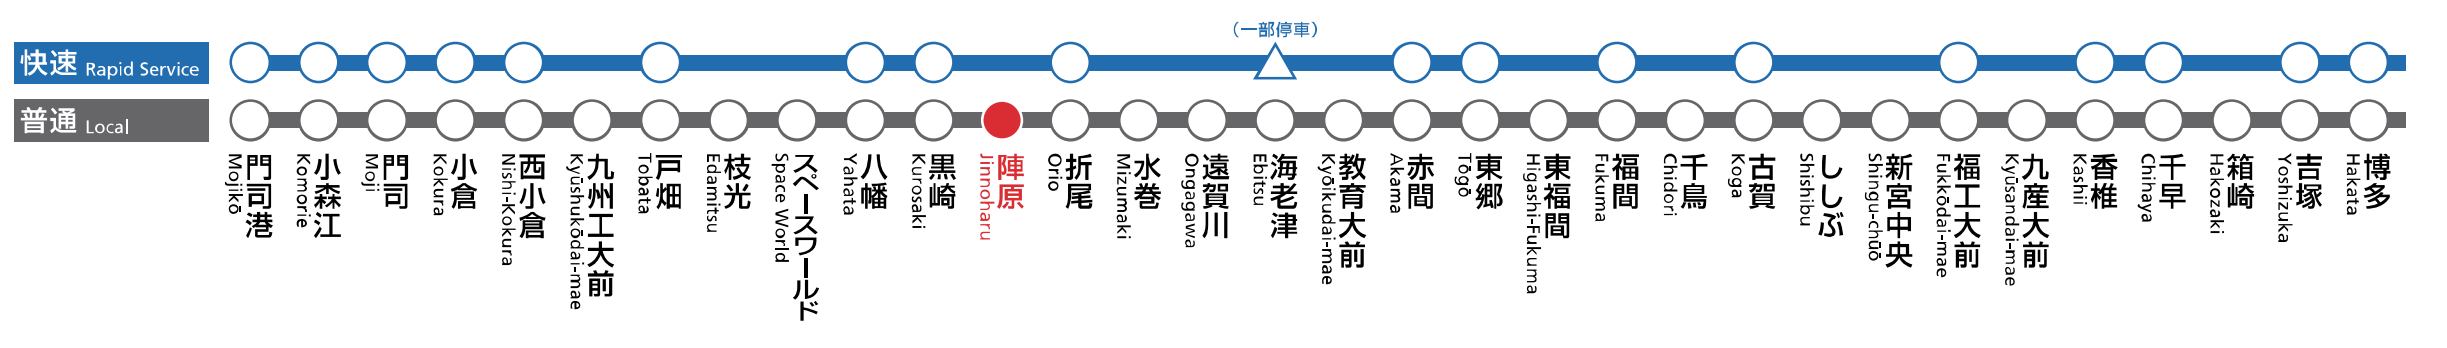 （一部停車）
快速 Rapid Service
普通 Local
門司港 Mojikō
小森江 Komorie
門司 Moji
小倉 Kokura
西小倉 Nishi-Kokura
九州工大前 Kyūshukōdai-mae
戸畑 Tobata
枝光 Edamitsu
スペースワールド Space World
八幡 Yahata
黒崎 Kurosaki
陣原 Jinnoharu
折尾 Orio
水巻 Mizumaki
遠賀川 Ongagawa
海老津 Ebitsu
教育大前 Kyōikudai-mae
赤間 Akama
東郷 Tōgō
東福間 Higashi-Fukuma
福間 Fukuma
千鳥 Chidori
古賀 Koga
ししぶ Shishibu
新宮中央 Shingu-chūō
福工大前 Fukkōdai-mae
九産大前 Kyūsandai-mae
香椎 Kashii
千早 Chihaya
箱崎 Hakozaki
吉塚 Yoshizuka
博多 Hakata